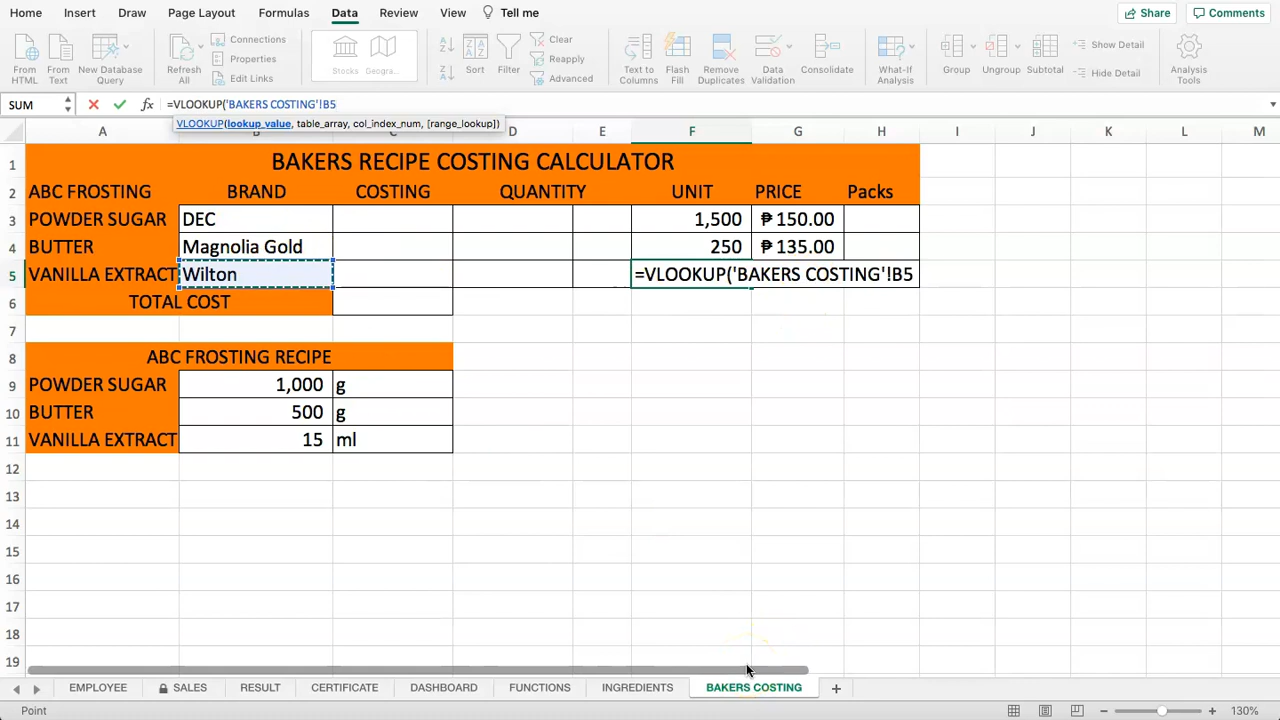 Home Insert Draw Page Layout Formulas Data Review View Tell me Share Comments
From HTML From Text New Database Query Refresh All Connections Properties Edit Links Stocks Geogra... Sort Filter Clear Reapply Advanced Text to Columns Flash Fill Remove Duplicates Data Validation Consolidate What-If Analysis Group Ungroup Subtotal Show Detail Hide Detail Analysis Tools
SUM fx =VLOOKUP('BAKERS COSTING'!B5
VLOOKUP(lookup_value, table_array, col_index_num, [range_lookup])
A B C D E F G H I J K L M
1 BAKERS RECIPE COSTING CALCULATOR
2 ABC FROSTING BRAND COSTING QUANTITY UNIT PRICE Packs
3 POWDER SUGAR DEC 1,500 ₱ 150.00
4 BUTTER Magnolia Gold 250 ₱ 135.00
5 VANILLA EXTRACT Wilton =VLOOKUP('BAKERS COSTING'!B5
6 TOTAL COST
7
8 ABC FROSTING RECIPE
9 POWDER SUGAR 1,000 g
10 BUTTER 500 g
11 VANILLA EXTRACT 15 ml
12
13
14
15
16
17
18
19
EMPLOYEE SALES RESULT CERTIFICATE DASHBOARD FUNCTIONS INGREDIENTS BAKERS COSTING
Point 130%